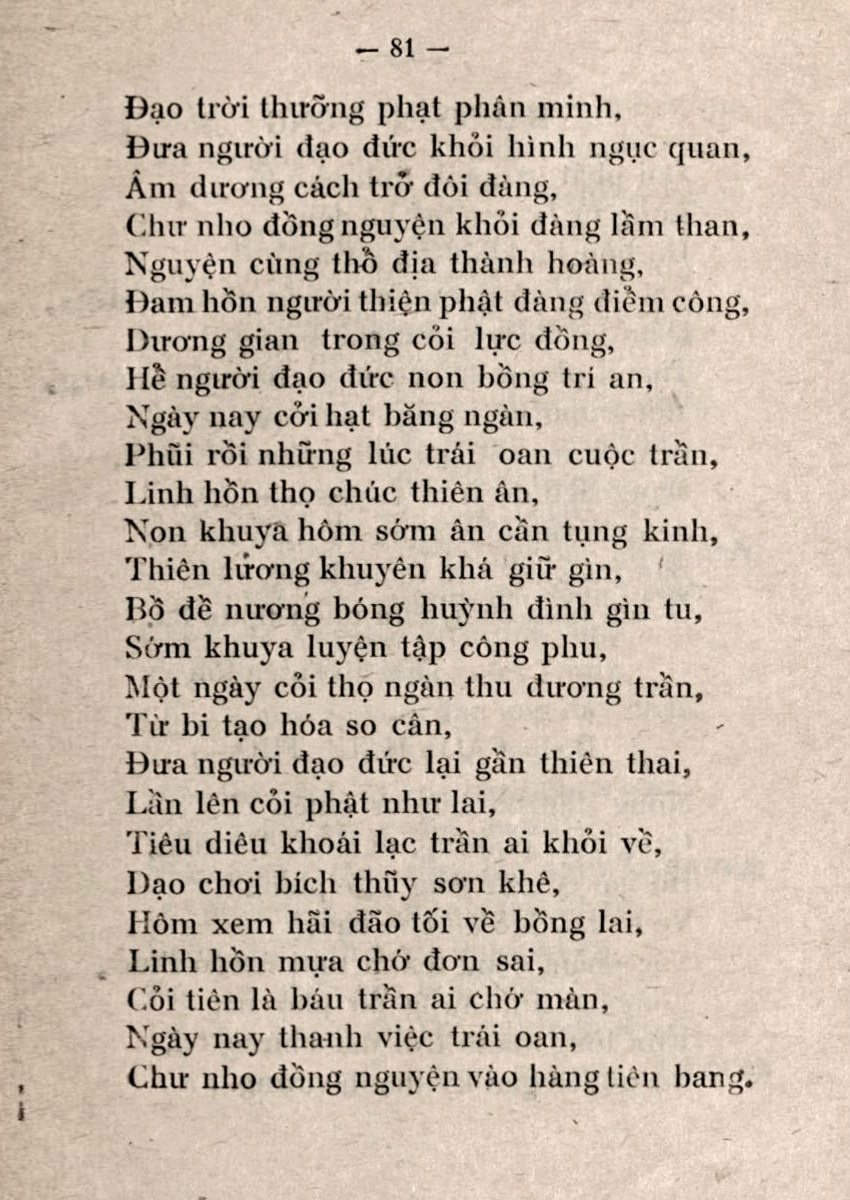 — 81 —
Đạo trời thưỡng phạt phân minh,
Đưa người đạo đức khỏi hình ngục quan,
Âm dương cách trở đôi đàng,
Chư nho đồng nguyện khỏi đàng lầm than,
Nguyện cùng thổ địa thành hoàng,
Đam hồn người thiện phật đàng điểm công,
Dương gian trong cỏi lực đồng,
Hể người đạo đức non bồng trí an,
Ngày nay cởi hạt băng ngàn,
Phũi rồi những lúc trái oan cuộc trần,
Linh hồn thọ chúc thiên ân,
Non khuya hôm sớm ân cần tụng kinh,
Thiên lương khuyên khá giữ gìn,
Bồ đề nương bóng huỳnh đình gìn tu,
Sớm khuya luyện tập công phu,
Một ngày cỏi thọ ngàn thu dương trần,
Từ bi tạo hóa so cân,
Đưa người đạo đức lại gần thiên thai,
Lần lên cỏi phật như lai,
Tiêu diêu khoái lạc trần ai khỏi về,
Dạo chơi bích thũy sơn khê,
Hôm xem hãi đão tối về bồng lai,
Linh hồn mựa chớ đơn sai,
Cỏi tiên là báu trần ai chớ màn,
Ngày nay thanh việc trái oan,
Chư nho đồng nguyện vào hàng tiên bang.